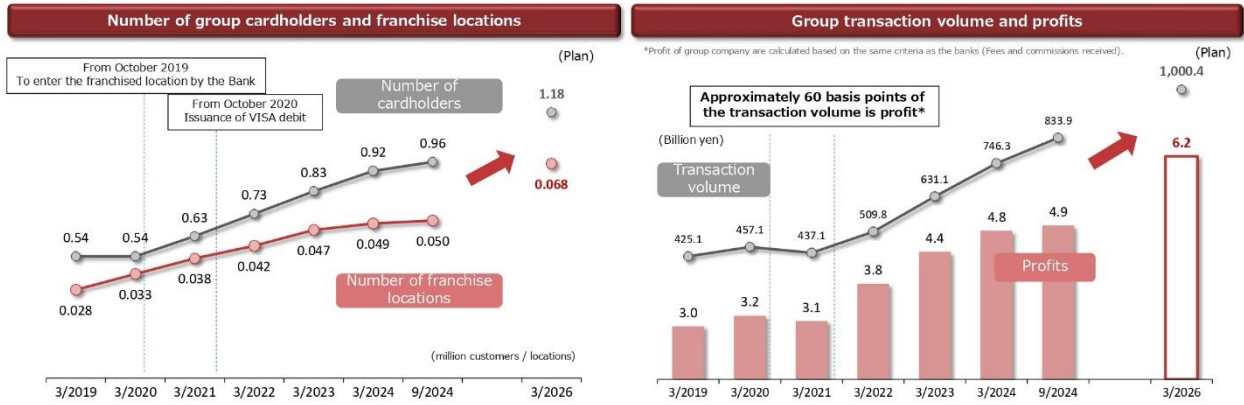 Number of group cardholders and franchise locations
(Plan)
From October 2019
To enter the franchised location by the Bank
Number of
cardholders
1.18
From October 2020
Issuance of VISA debit
0.54 0.54 0.63 0.73 0.83 0.92 0.96
0.068
0.028 0.033 0.038 0.042 0.047 0.049 0.050
Number of franchise
locations
(million customers / locations)
3/2019 3/2020 3/2021 3/2022 3/2023 3/2024 9/2024 3/2026
Group transaction volume and profits
*Profit of group company are calculated based on the same criteria as the banks (Fees and commissions received).
(Plan)
1,000.4
Approximately 60 basis points of
the transaction volume is profit*
(Billion yen)
Transaction
volume
425.1 457.1 437.1 509.8 631.1 746.3 833.9
6.2
Profits
3.0 3.2 3.1 3.8 4.4 4.8 4.9
3/2019 3/2020 3/2021 3/2022 3/2023 3/2024 9/2024 3/2026